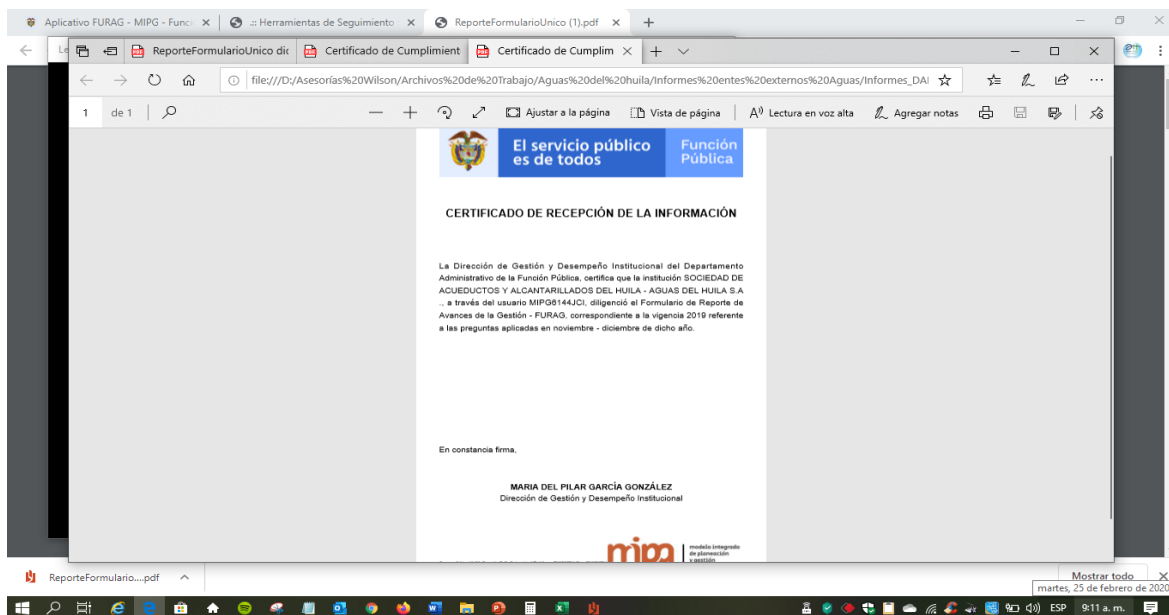 Aplicativo FURAG - MIPG - Funci
.:: Herramientas de Seguimiento
ReporteFormularioUnico (1).pdf
ReporteFormularioUnico dic
Certificado de Cumplimient
Certificado de Cumplim
file:///D:/Asesorías%20Wilson/Archivos%20de%20Trabajo/Aguas%20del%20huila/Informes%20entes%20externos%20Aguas/Informes_DAI
1 de 1
Ajustar a la página
Vista de página
Lectura en voz alta
Agregar notas
El servicio público
es de todos
Función
Pública
CERTIFICADO DE RECEPCIÓN DE LA INFORMACIÓN
La Dirección de Gestión y Desempeño Institucional del Departamento
Administrativo de la Función Pública, certifica que la institución SOCIEDAD DE
ACUEDUCTOS Y ALCANTARILLADOS DEL HUILA - AGUAS DEL HUILA S.A
., a través del usuario MIPG6144JCI, diligenció el Formulario de Reporte de
Avances de la Gestión - FURAG, correspondiente a la vigencia 2019 referente
a las preguntas aplicadas en noviembre - diciembre de dicho año.
En constancia firma,
MARIA DEL PILAR GARCÍA GONZÁLEZ
Dirección de Gestión y Desempeño Institucional
mipg
modelo integrado
de planeación
y gestión
ReporteFormulario....pdf
Mostrar todo
martes, 25 de febrero de 2020
ESP
9:11 a. m.